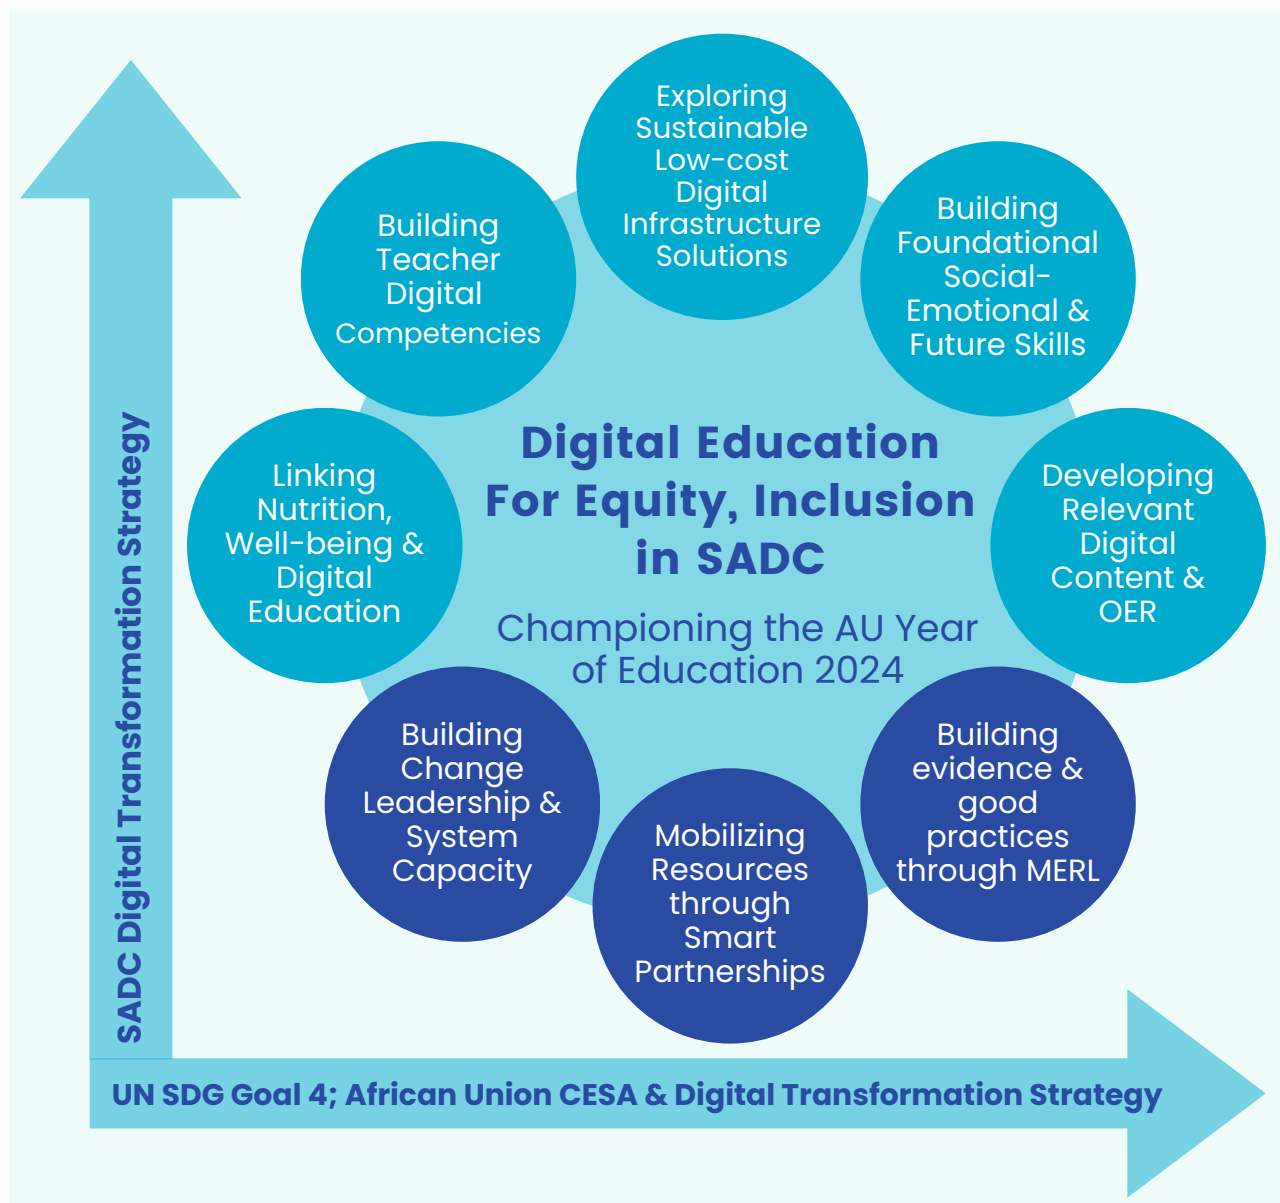 Exploring
Sustainable
Low-cost
Digital
Infrastructure
Solutions
Building
Teacher
Digital
Competencies
Building
Foundational
Social-
Emotional &
Future Skills
Linking
Nutrition,
Well-being &
Digital
Education
Digital Education
For Equity, Inclusion
in SADC
Championing the AU Year
of Education 2024
Developing
Relevant
Digital
Content &
OER
Building
Change
Leadership &
System
Capacity
Mobilizing
Resources
through
Smart
Partnerships
Building
evidence &
good
practices
through MERL
SADC Digital Transformation Strategy
UN SDG Goal 4; African Union CESA & Digital Transformation Strategy